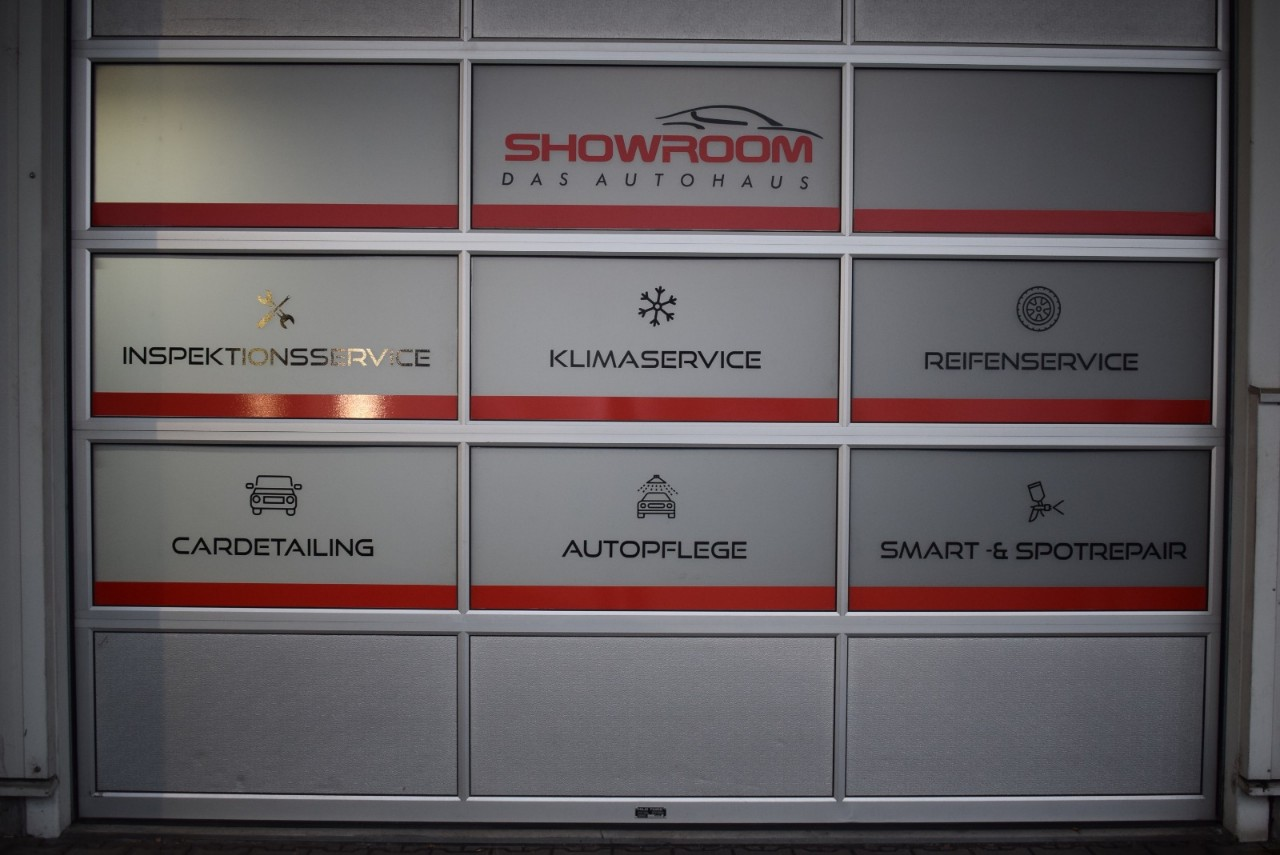 SHOWROOM
DAS AUTOHAUS
INSPEKTIONSSERVICE
KLIMASERVICE
REIFENSERVICE
CARDETAILING
AUTOPFLEGE
SMART -& SPOTREPAIR